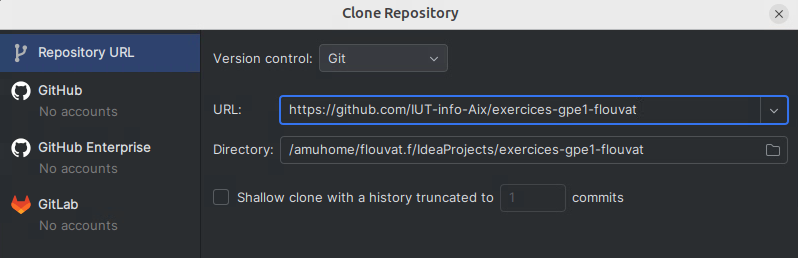 Clone Repository
Repository URL
GitHub
No accounts
GitHub Enterprise
No accounts
GitLab
No accounts
Version control: Git
URL: https://github.com/IUT-info-Aix/exercices-gpe1-flouvat
Directory: /amuhome/flouvat.f/IdeaProjects/exercices-gpe1-flouvat
Shallow clone with a history truncated to 1 commits